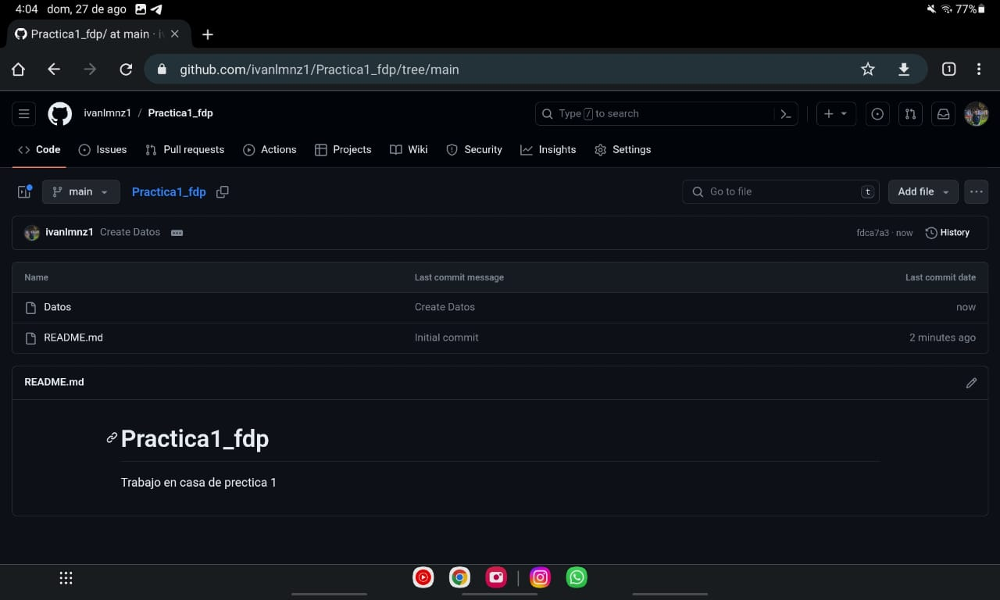 4:04 dom, 27 de ago 77%
Practica1_fdp/ at main · i
github.com/ivanlmnz1/Practica1_fdp/tree/main 1
ivanlmnz1 / Practica1_fdp Type / to search
Code Issues Pull requests Actions Projects Wiki Security Insights Settings
main Practica1_fdp Go to file t Add file
ivanlmnz1 Create Datos fdca7a3 · now History
Name Last commit message Last commit date
Datos Create Datos now
README.md Initial commit 2 minutes ago
README.md
Practica1_fdp
Trabajo en casa de prectica 1